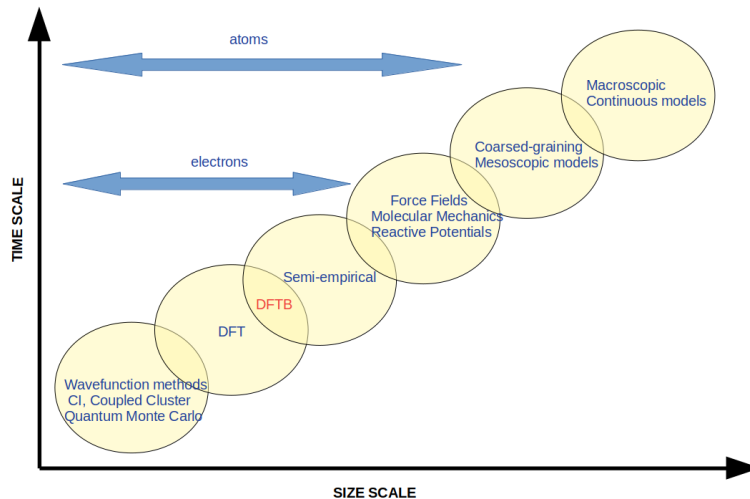 atoms
Macroscopic
Continuous models
Coarsed-graining
Mesoscopic models
electrons
Force Fields
Molecular Mechanics
Reactive Potentials
Semi-empirical
DFTB
DFT
Wavefunction methods
CI, Coupled Cluster
Quantum Monte Carlo
TIME SCALE
SIZE SCALE